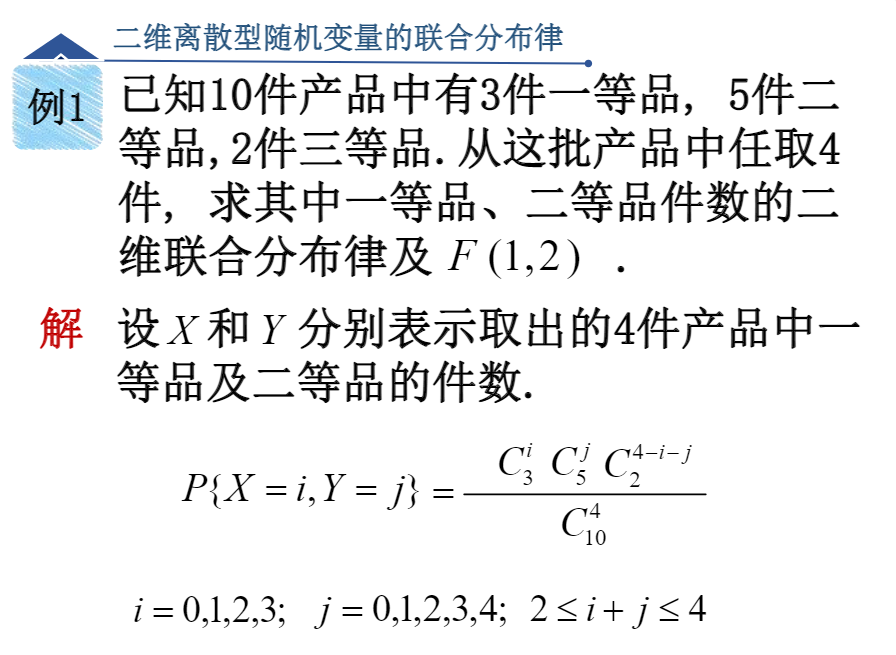 二维离散型随机变量的联合分布律
例1 已知10件产品中有3件一等品, 5件二
等品,2件三等品.从这批产品中任取4
件, 求其中一等品、二等品件数的二
维联合分布律及 F (1,2) .
解 设 X 和 Y 分别表示取出的4件产品中一
等品及二等品的件数.
P{X = i,Y = j} = \frac{C_3^i C_5^j C_2^{4-i-j}}{C_{10}^4}
i = 0,1,2,3; j = 0,1,2,3,4; 2 ≤ i + j ≤ 4